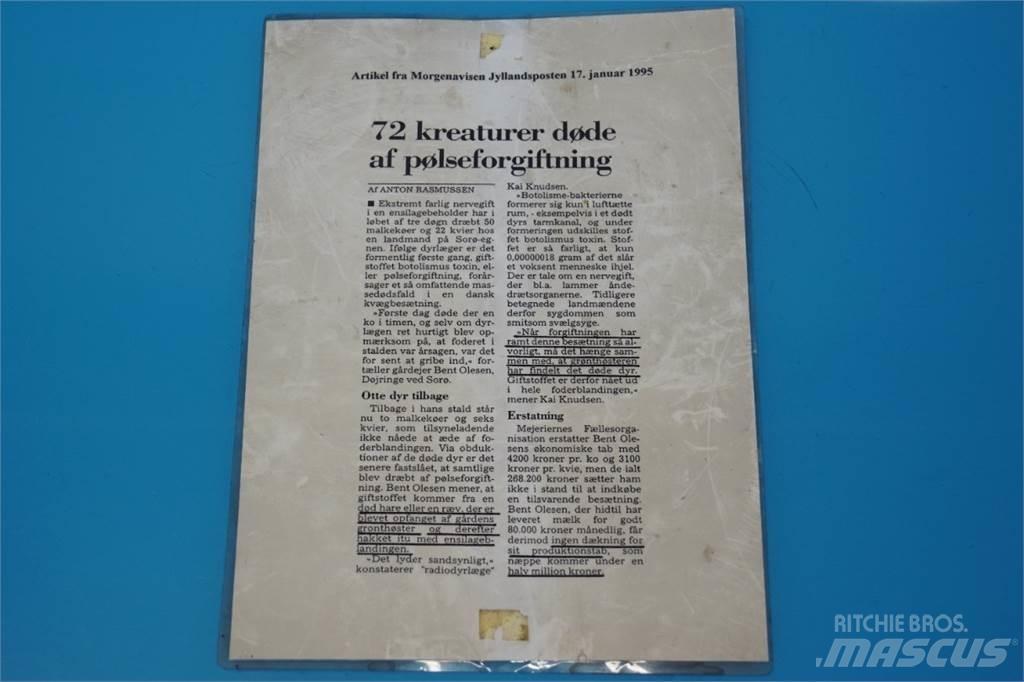 Artikel fra Morgenavisen Jyllandsposten 17. januar 1995
72 kreaturer døde
af pølseforgiftning
Af ANTON RASMUSSEN
■ Ekstremt farlig nervegift
i en ensilagebeholder har i
løbet af tre døgn dræbt 50
malkekøer og 22 kvier hos
en landmand på Sorø-eg-
nen. Ifølge dyrlæger er det
formentlig første gang, gift-
stoffet botolismus toxin, el-
ler pølseforgiftning, forår-
sager et så omfattende mas-
sedødsfald i en dansk
kvægbesætning.
»Første dag døde der en
ko i timen, og selv om dyr-
lægen ret hurtigt blev op-
mærksom på, at foderet i
stalden var årsagen, var det
for sent at gribe ind,« for-
tæller gårdejer Bent Olesen,
Døjringe ved Sorø.
Otte dyr tilbage
Tilbage i hans stald står
nu to malkekøer og seks
kvier, som tilsyneladende
ikke nåede at æde af fo-
derblandingen. Via obduk-
tioner af de døde dyr er det
senere fastslået, at samtlige
blev dræbt af pølseforgift-
ning. Bent Olesen mener, at
giftstoffet kommer fra en
død hare eller en ræv, der er
blevet opfanget af gårdens
grønthøster og derefter
hakket itu med ensilageb-
landingen.
»Det lyder sandsynligt,«
konstaterer "radiodyrlæge"
Kai Knudsen.
»Botolisme-bakterierne
formerer sig kun i lufttætte
rum, - eksempelvis i et dødt
dyrs tarmkanal, og under
formeringen udskilles stof-
fet botolismus toxin. Stof-
fet er så farligt, at kun
0,00000018 gram af det slår
et voksent menneske ihjel.
Der er tale om en nervegift,
der bl.a. lammer ånde-
drætsorganerne. Tidligere
betegnede landmændene
derfor sygdommen som
smitsom svælgsyge.
»Når forgiftningen har
ramt denne besætning så al-
vorligt, må det hænge sam-
men med, at grønthøsteren
har findelt det døde dyr.
Giftstoffet er derfor nået ud
i hele foderblandingen,«
mener Kai Knudsen.
Erstatning
Mejeriernes Fællesorga-
nisation erstatter Bent Ole-
sens økonomiske tab med
4200 kroner pr. ko og 3100
kroner pr. kvie, men de ialt
268.200 kroner sætter ham
ikke i stand til at indkøbe
en tilsvarende besætning.
Bent Olesen, der hidtil har
leveret mælk for godt
80.000 kroner månedlig, får
derimod ingen dækning for
sit produktionstab, som
næppe kommer under en
halv million kroner.
RITCHIE BROS.
MASCUS